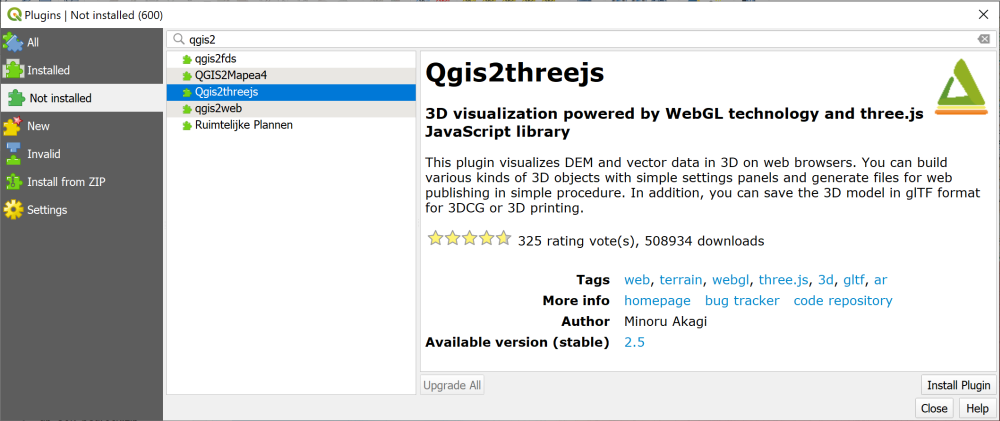 Plugins | Not installed (600)
All
Installed
Not installed
New
Invalid
Install from ZIP
Settings
qgis2
qgis2fds
QGIS2Mapea4
Qgis2threejs
qgis2web
Ruimtelijke Plannen
Qgis2threejs
3D visualization powered by WebGL technology and three.js
JavaScript library
This plugin visualizes DEM and vector data in 3D on web browsers. You can build
various kinds of 3D objects with simple settings panels and generate files for web
publishing in simple procedure. In addition, you can save the 3D model in glTF format
for 3DCG or 3D printing.
325 rating vote(s), 508934 downloads
Tags web, terrain, webgl, three.js, 3d, gltf, ar
More info homepage bug tracker code repository
Author Minoru Akagi
Available version (stable) 2.5
Upgrade All
Install Plugin
Close
Help